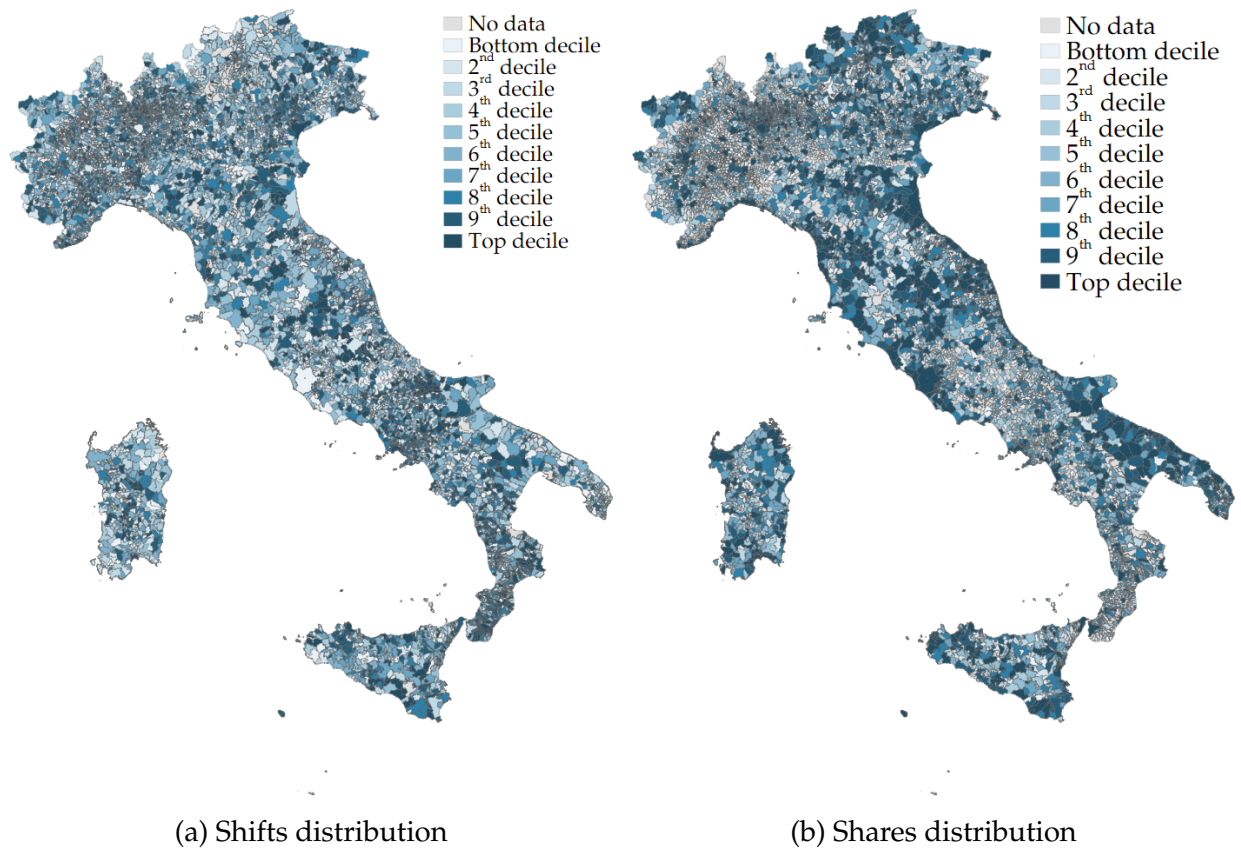 No data
Bottom decile
2nd decile
3rd decile
4th decile
5th decile
6th decile
7th decile
8th decile
9th decile
Top decile
No data
Bottom decile
2nd decile
3rd decile
4th decile
5th decile
6th decile
7th decile
8th decile
9th decile
Top decile
(a) Shifts distribution
(b) Shares distribution